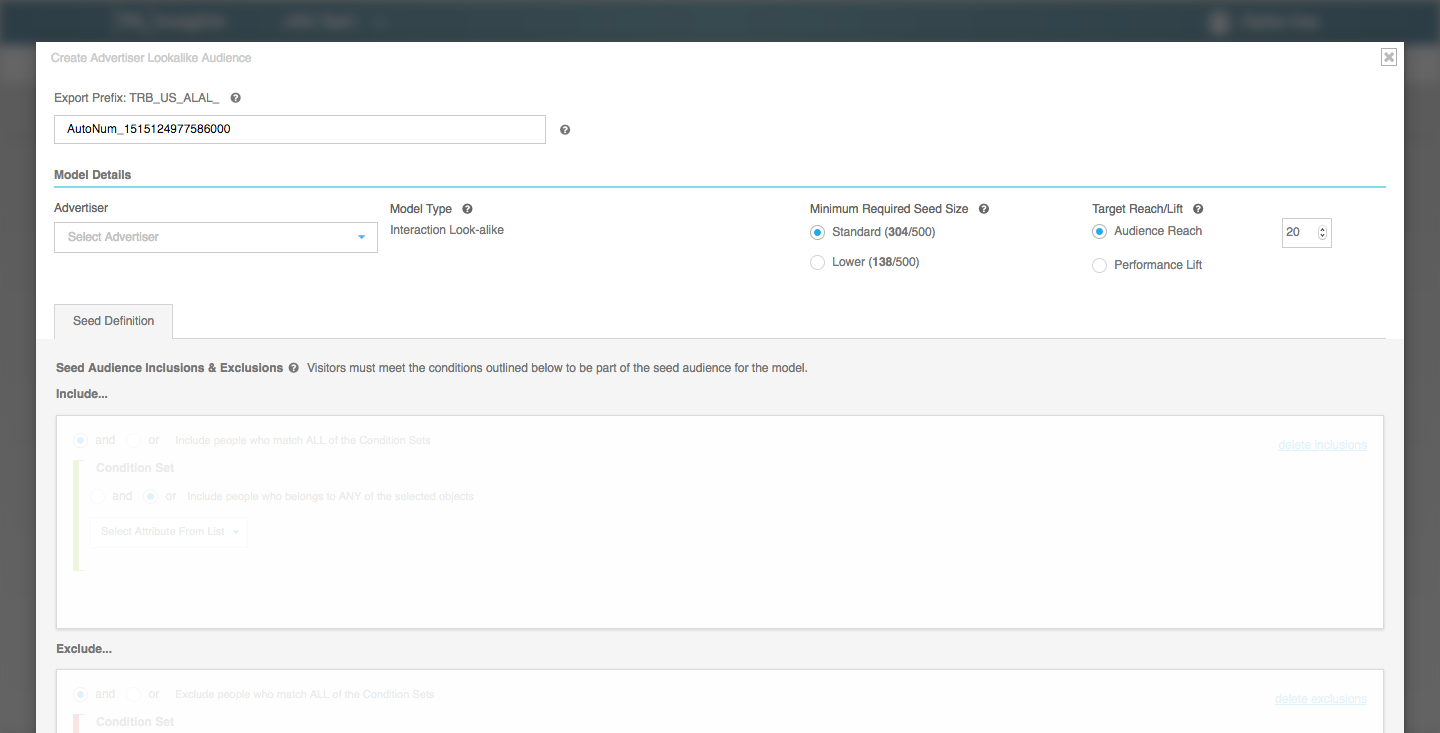 Create Advertiser Lookalike Audience
Export Prefix: TRB_US_ALAL_
AutoNum_1515124977586000
Model Details
Advertiser
Select Advertiser
Model Type
Interaction Look-alike
Minimum Required Seed Size
Standard (304/500)
Lower (138/500)
Target Reach/Lift
Audience Reach
20
Performance Lift
Seed Definition
Seed Audience Inclusions & Exclusions Visitors must meet the conditions outlined below to be part of the seed audience for the model.
Include...
and or Include people who match ALL of the Condition Sets
delete inclusions
Condition Set
and or Include people who belongs to ANY of the selected objects
Select Attribute From List
Exclude...
and or Exclude people who match ALL of the Condition Sets
delete exclusions
Condition Set